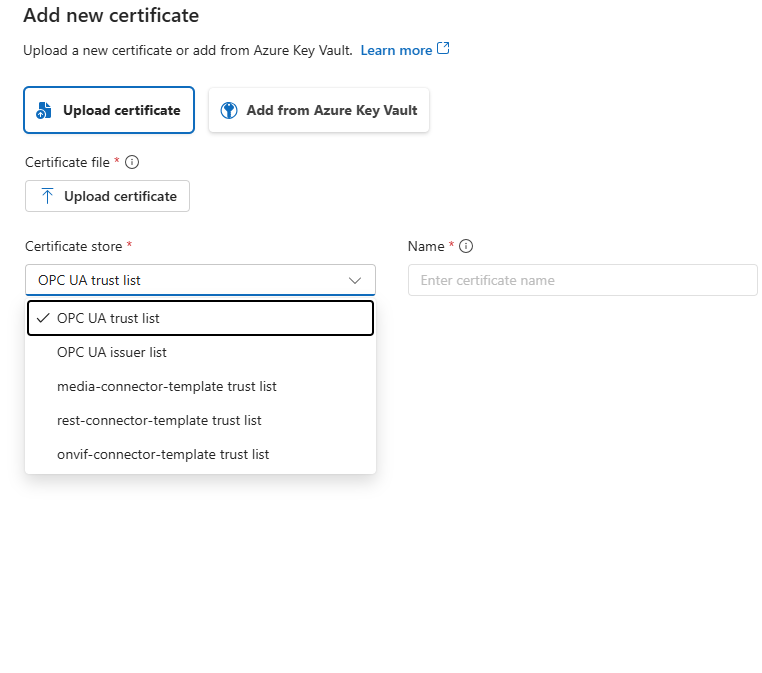 Add new certificate
Upload a new certificate or add from Azure Key Vault. Learn more
Upload certificate
Add from Azure Key Vault
Certificate file *
Upload certificate
Certificate store *
Name *
OPC UA trust list
Enter certificate name
OPC UA trust list
OPC UA issuer list
media-connector-template trust list
rest-connector-template trust list
onvif-connector-template trust list